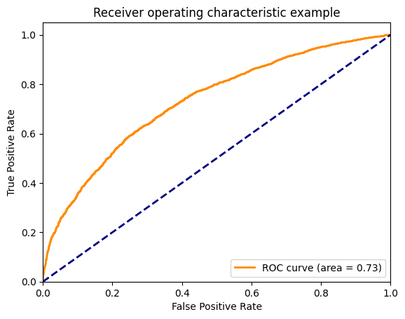 Receiver operating characteristic example
True Positive Rate
1.0
0.8
0.6
0.4
0.2
0.0
0.0 0.2 0.4 0.6 0.8 1.0
False Positive Rate
ROC curve (area = 0.73)